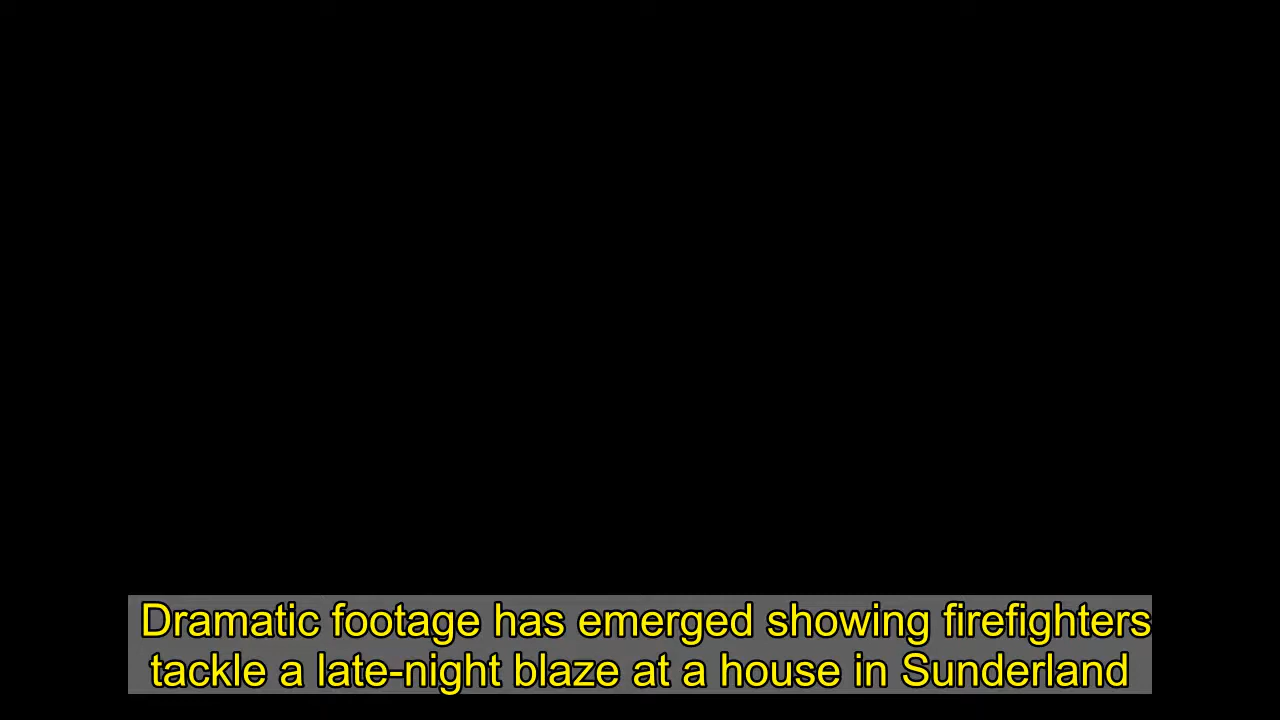 Dramatic footage has emerged showing firefighters
tackle a late-night blaze at a house in Sunderland